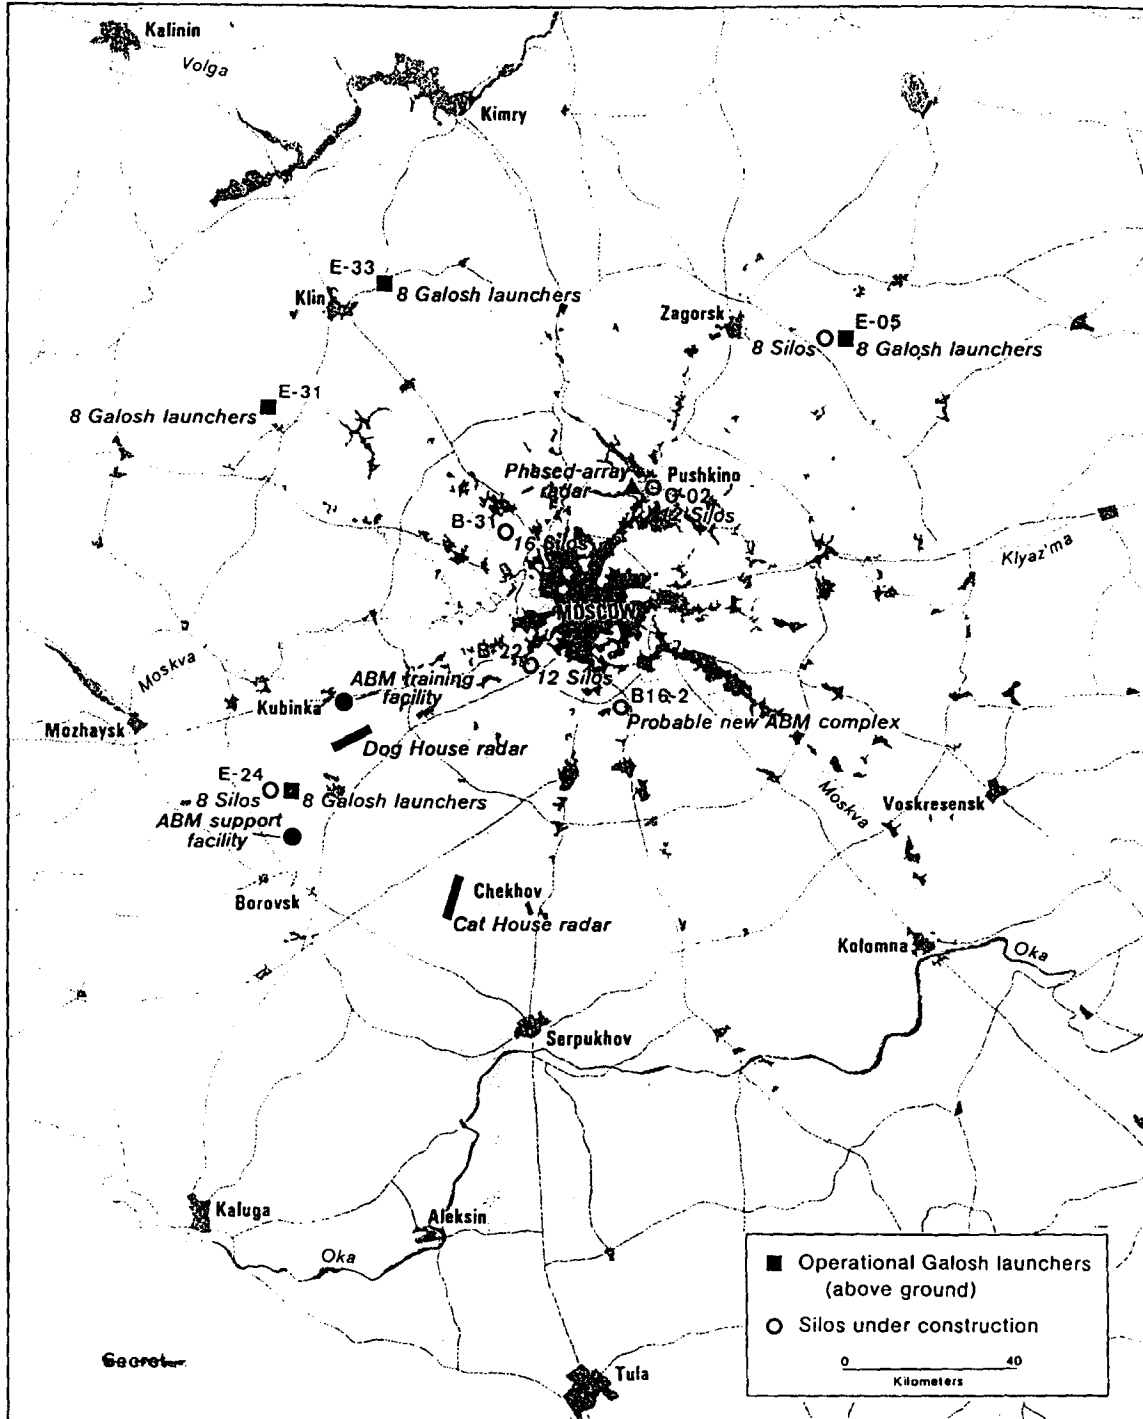 Kalinin
Volga
Kimry
E-33
Klin
8 Galosh launchers
Zagorsk
E-05
8 Silos
8 Galosh launchers
E-31
8 Galosh launchers
Phased-array
radar
Pushkino
O-02
12 Silos
B-31
16 Silos
Klyaz'ma
MOSCOW
B-22
12 Silos
Moskva
ABM training
facility
Kubinka
B16-2
Probable new ABM complex
Mozhaysk
Dog House radar
E-24
8 Silos
8 Galosh launchers
Moskva
Voskresensk
ABM support
facility
Borovsk
Chekhov
Cat House radar
Kolomna
Oka
Serpukhov
Kaluga
Aleksin
Oka
Operational Galosh launchers
(above ground)
Silos under construction
0 40
Kilometers
Secret
Tula